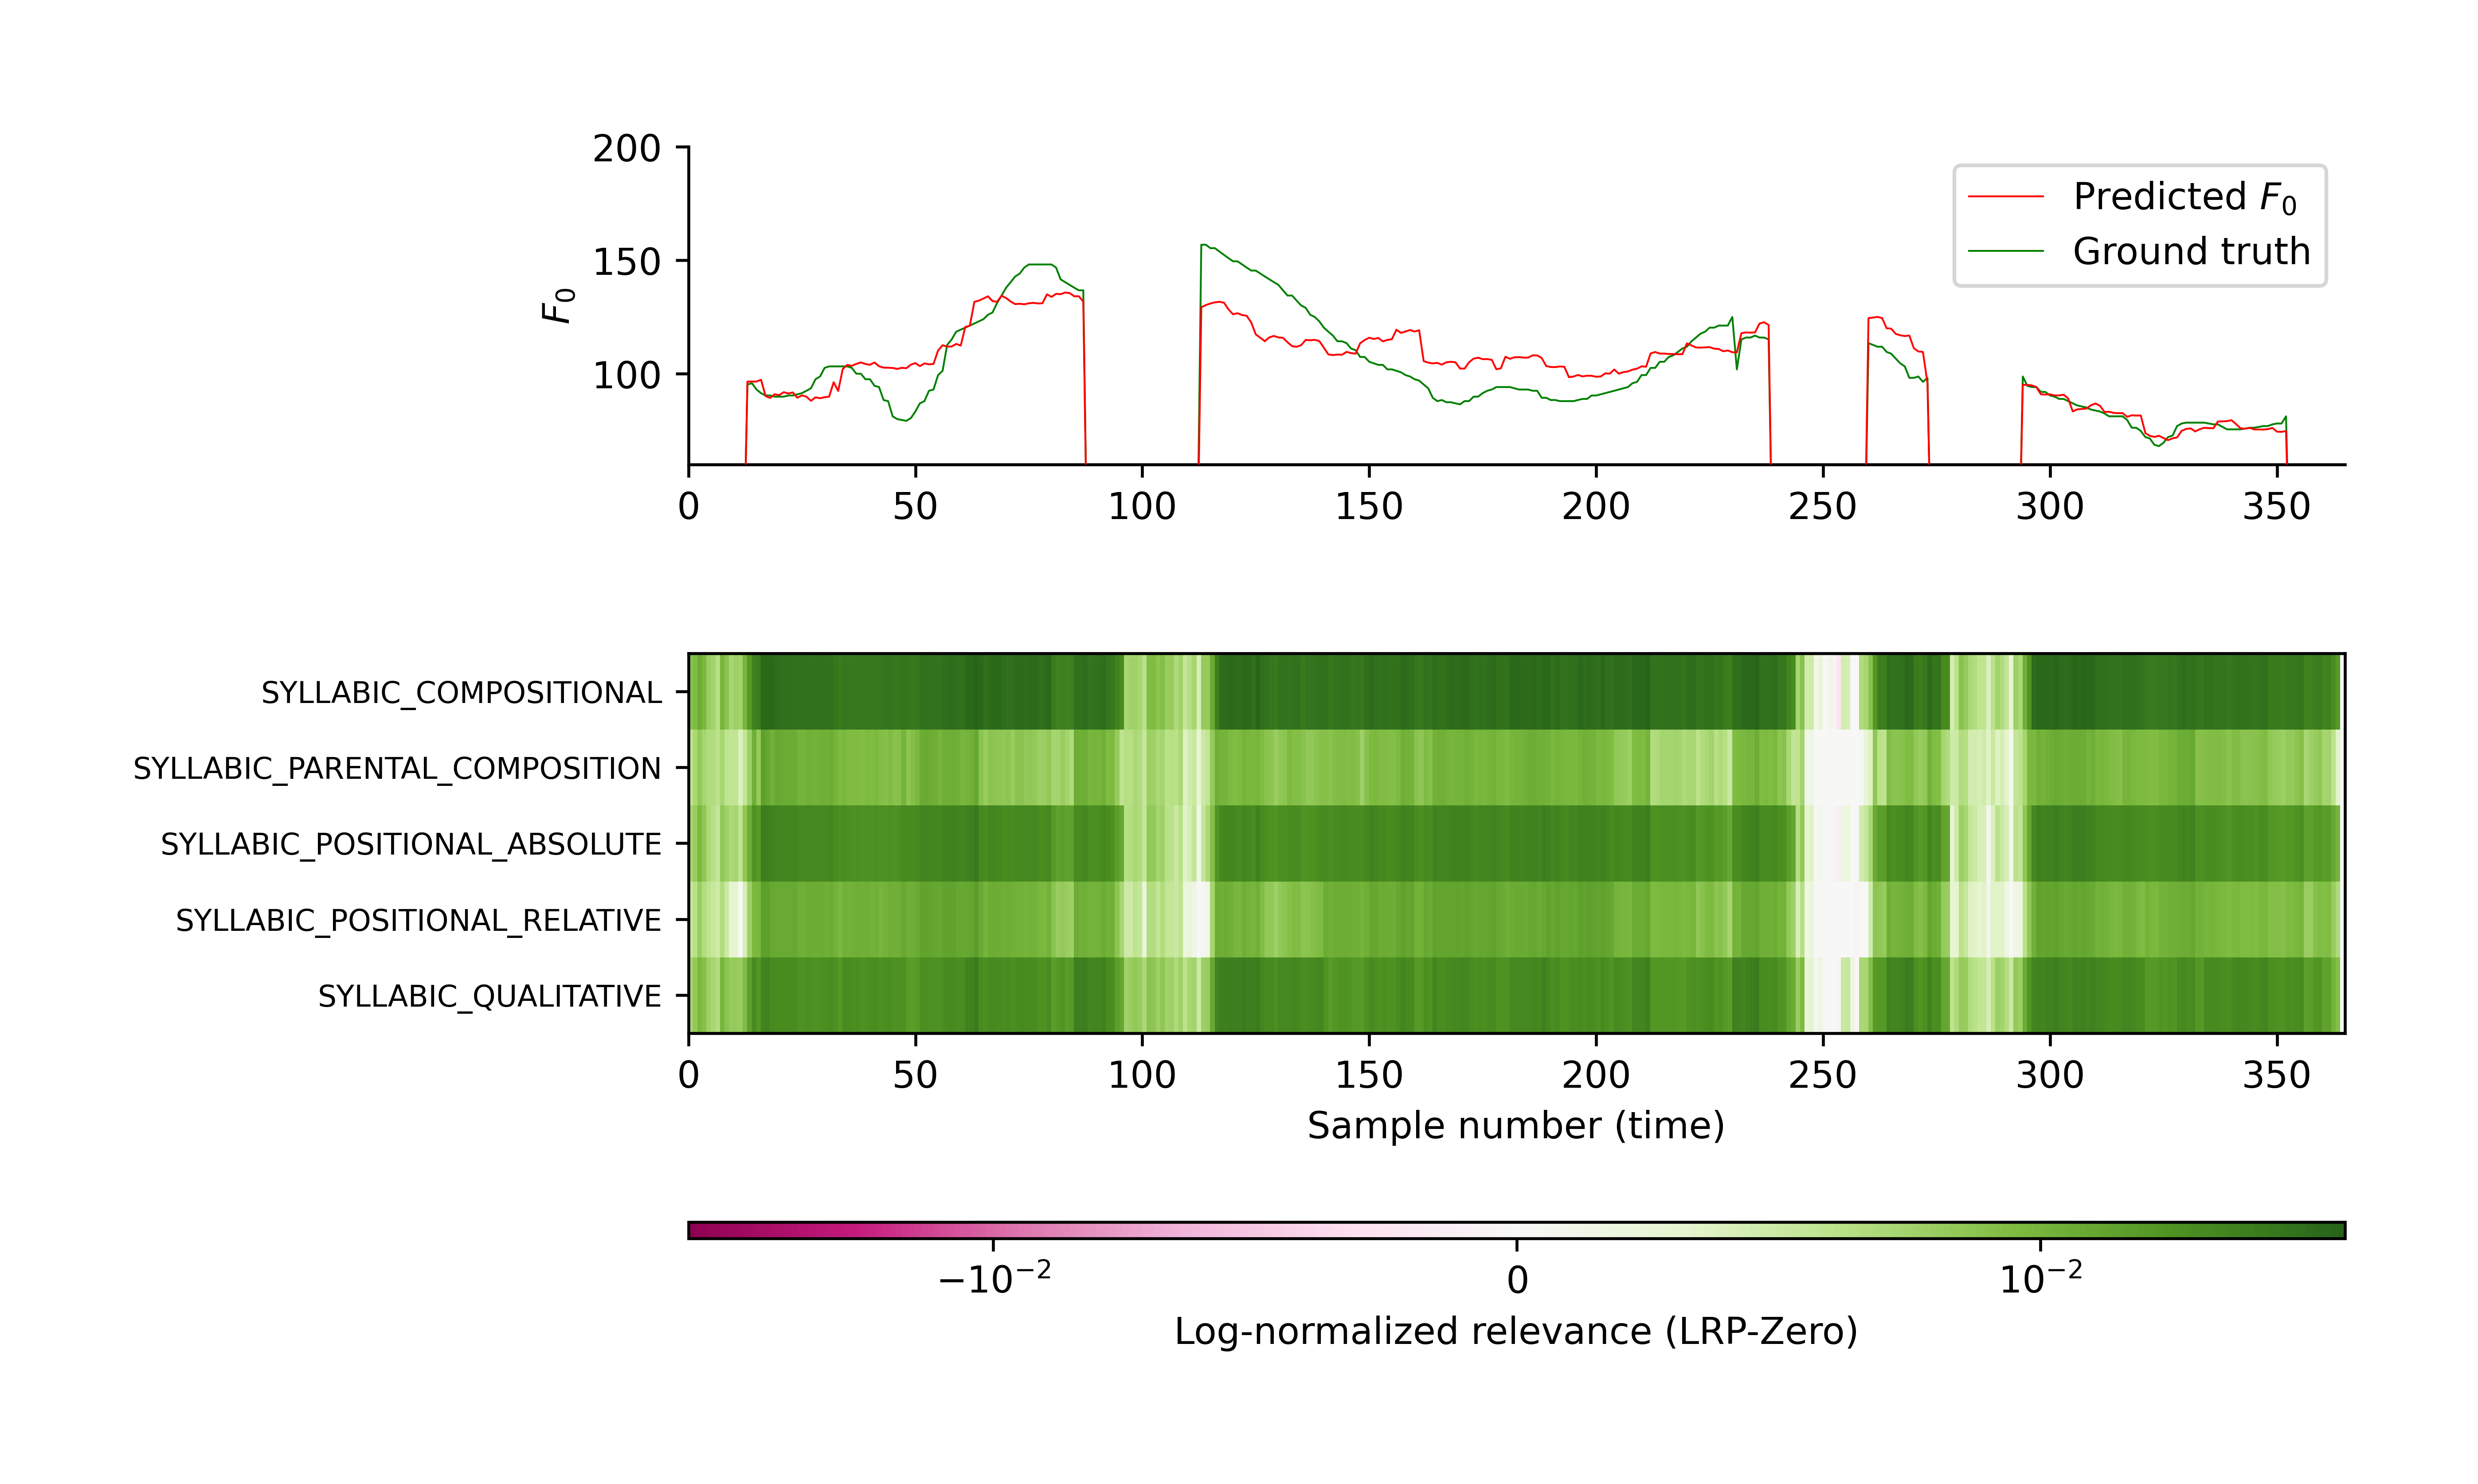 200
150
100
F₀
Predicted F₀
Ground truth
0 50 100 150 200 250 300 350
SYLLABIC_COMPOSITIONAL
SYLLABIC_PARENTAL_COMPOSITION
SYLLABIC_POSITIONAL_ABSOLUTE
SYLLABIC_POSITIONAL_RELATIVE
SYLLABIC_QUALITATIVE
0 50 100 150 200 250 300 350
Sample number (time)
−10⁻² 0 10⁻²
Log-normalized relevance (LRP-Zero)